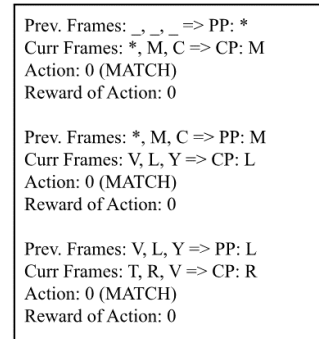 Prev. Frames: _, _, _ => PP: *
Curr Frames: *, M, C => CP: M
Action: 0 (MATCH)
Reward of Action: 0
Prev. Frames: *, M, C => PP: M
Curr Frames: V, L, Y => CP: L
Action: 0 (MATCH)
Reward of Action: 0
Prev. Frames: V, L, Y => PP: L
Curr Frames: T, R, V => CP: R
Action: 0 (MATCH)
Reward of Action: 0